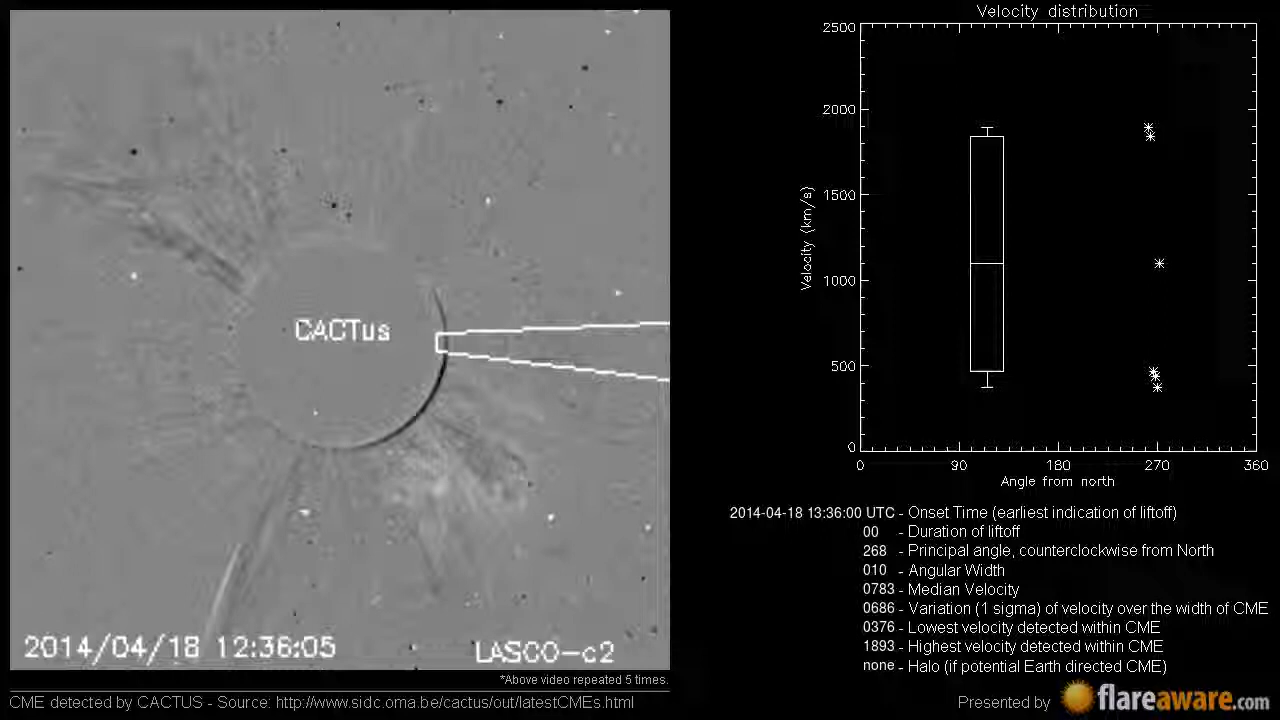 CACTus
2014/04/18 12:36:05
LASCO-c2
*Above video repeated 5 times.
CME detected by CACTUS - Source: http://www.sidc.oma.be/cactus/out/latestCMEs.html
Velocity distribution
2500
2000
1500
1000
500
0
Velocity (km/s)
0 90 180 270 360
Angle from north
2014-04-18 13:36:00 UTC - Onset Time (earliest indication of liftoff)
00 - Duration of liftoff
268 - Principal angle, counterclockwise from North
010 - Angular Width
0783 - Median Velocity
0686 - Variation (1 sigma) of velocity over the width of CME
0376 - Lowest velocity detected within CME
1893 - Highest velocity detected within CME
none - Halo (if potential Earth directed CME)
Presented by flareaware.com